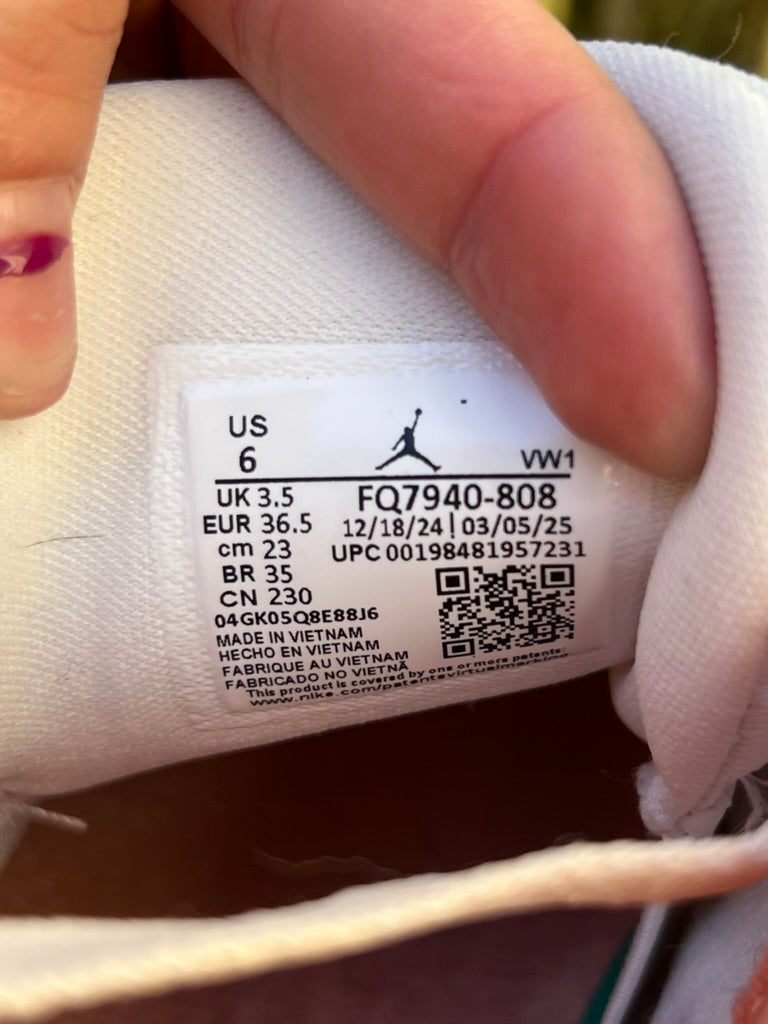 US
6
VW1
UK 3.5
FQ7940-808
EUR 36.5
12/18/24 | 03/05/25
cm 23
UPC 00198481957231
BR 35
CN 230
04GK05Q8E88J6
MADE IN VIETNAM
HECHO EN VIETNAM
FABRIQUE AU VIETNAM
FABRICADO NO VIETNÃ
This product is covered by one or more patents:
www.nike.com/patentsvirtualmarking